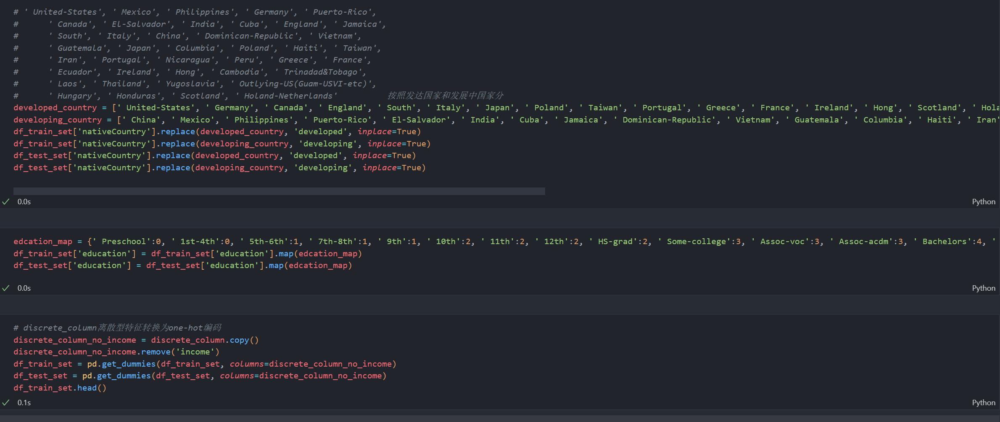 # ' United-States', ' Mexico', ' Philippines', ' Germany', ' Puerto-Rico',
#      ' Canada', ' El-Salvador', ' India', ' Cuba', ' England', ' Jamaica',
#      ' South', ' Italy', ' China', ' Dominican-Republic', ' Vietnam',
#      ' Guatemala', ' Japan', ' Columbia', ' Poland', ' Haiti', ' Taiwan',
#      ' Iran', ' Portugal', ' Nicaragua', ' Peru', ' Greece', ' France',
#      ' Ecuador', ' Ireland', ' Hong', ' Cambodia', ' Trinadad&Tobago',
#      ' Laos', ' Thailand', ' Yugoslavia', ' Outlying-US(Guam-USVI-etc)',
#      ' Hungary', ' Honduras', ' Scotland', ' Holand-Netherlands'          按照发达国家和发展中国家分
developed_country = [' United-States', ' Germany', ' Canada', ' England', ' South', ' Italy', ' Japan', ' Poland', ' Taiwan', ' Portugal', ' Greece', ' France', ' Ireland', ' Hong', ' Scotland', ' Hola
developing_country = [' China', ' Mexico', ' Philippines', ' Puerto-Rico', ' El-Salvador', ' India', ' Cuba', ' Jamaica', ' Dominican-Republic', ' Vietnam', ' Guatemala', ' Columbia', ' Haiti', ' Iran'
df_train_set['nativeCountry'].replace(developed_country, 'developed', inplace=True)
df_train_set['nativeCountry'].replace(developing_country, 'developing', inplace=True)
df_test_set['nativeCountry'].replace(developed_country, 'developed', inplace=True)
df_test_set['nativeCountry'].replace(developing_country, 'developing', inplace=True)
0.0s Python
edcation_map = {' Preschool':0, ' 1st-4th':0, ' 5th-6th':1, ' 7th-8th':1, ' 9th':1, ' 10th':2, ' 11th':2, ' 12th':2, ' HS-grad':2, ' Some-college':3, ' Assoc-voc':3, ' Assoc-acdm':3, ' Bachelors':4, '
df_train_set['education'] = df_train_set['education'].map(edcation_map)
df_test_set['education'] = df_test_set['education'].map(edcation_map)
0.0s Python
# discrete_column离散型特征转换为one-hot编码
discrete_column_no_income = discrete_column.copy()
discrete_column_no_income.remove('income')
df_train_set = pd.get_dummies(df_train_set, columns=discrete_column_no_income)
df_test_set = pd.get_dummies(df_test_set, columns=discrete_column_no_income)
df_train_set.head()
0.1s Python